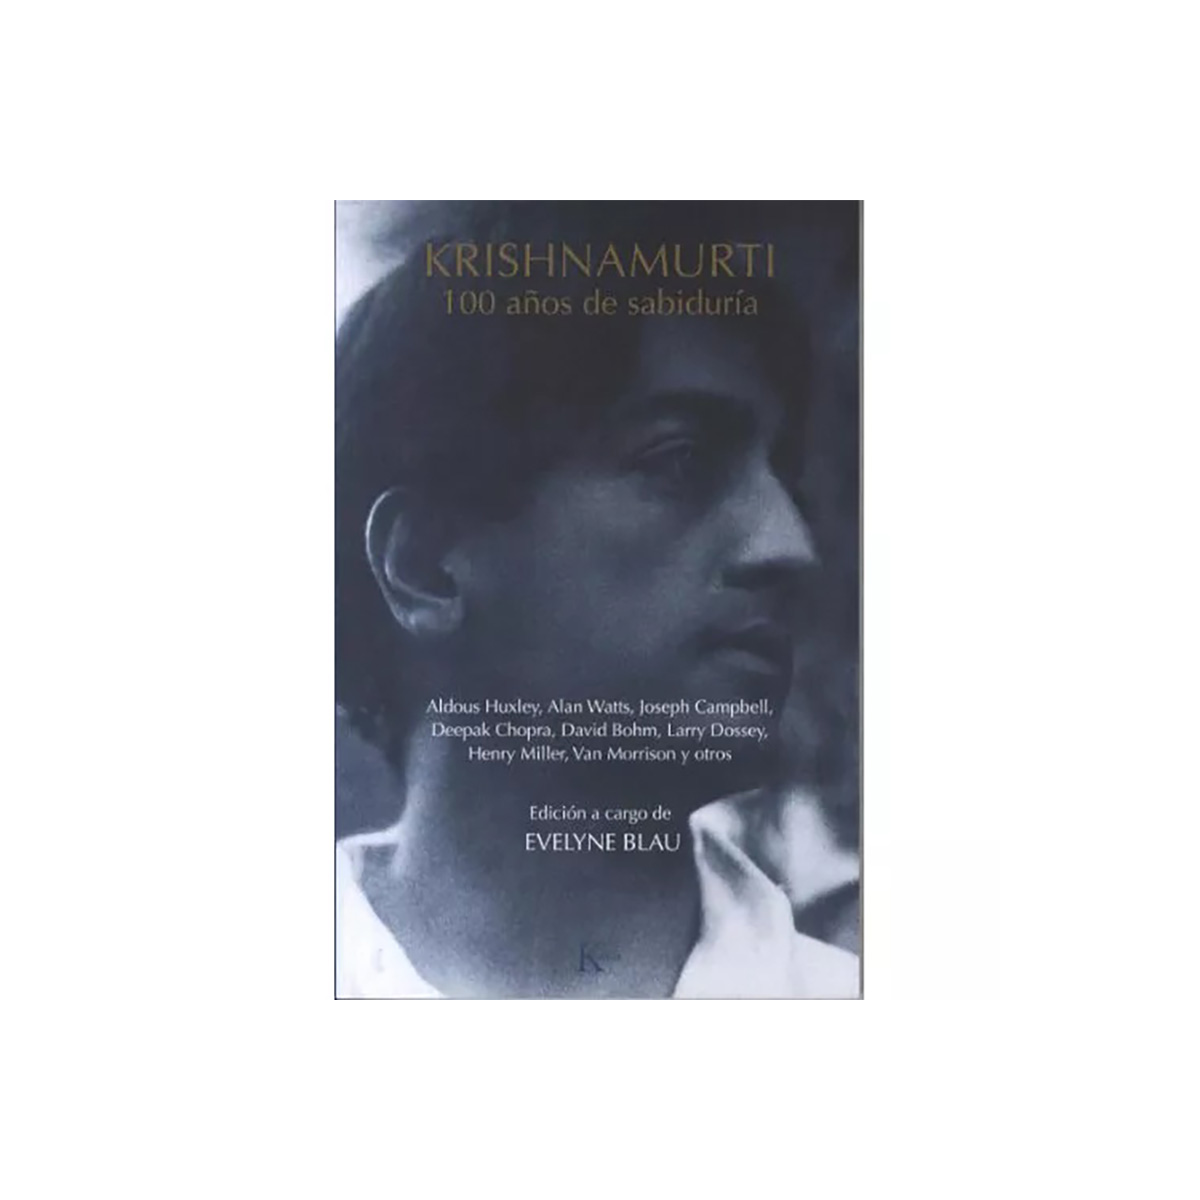 KRISHNAMURTI
100 años de sabiduría
Aldous Huxley, Alan Watts, Joseph Campbell,
Deepak Chopra, David Bohm, Larry Dossey,
Henry Miller, Van Morrison y otros
Edición a cargo de
EVELYNE BLAU
K